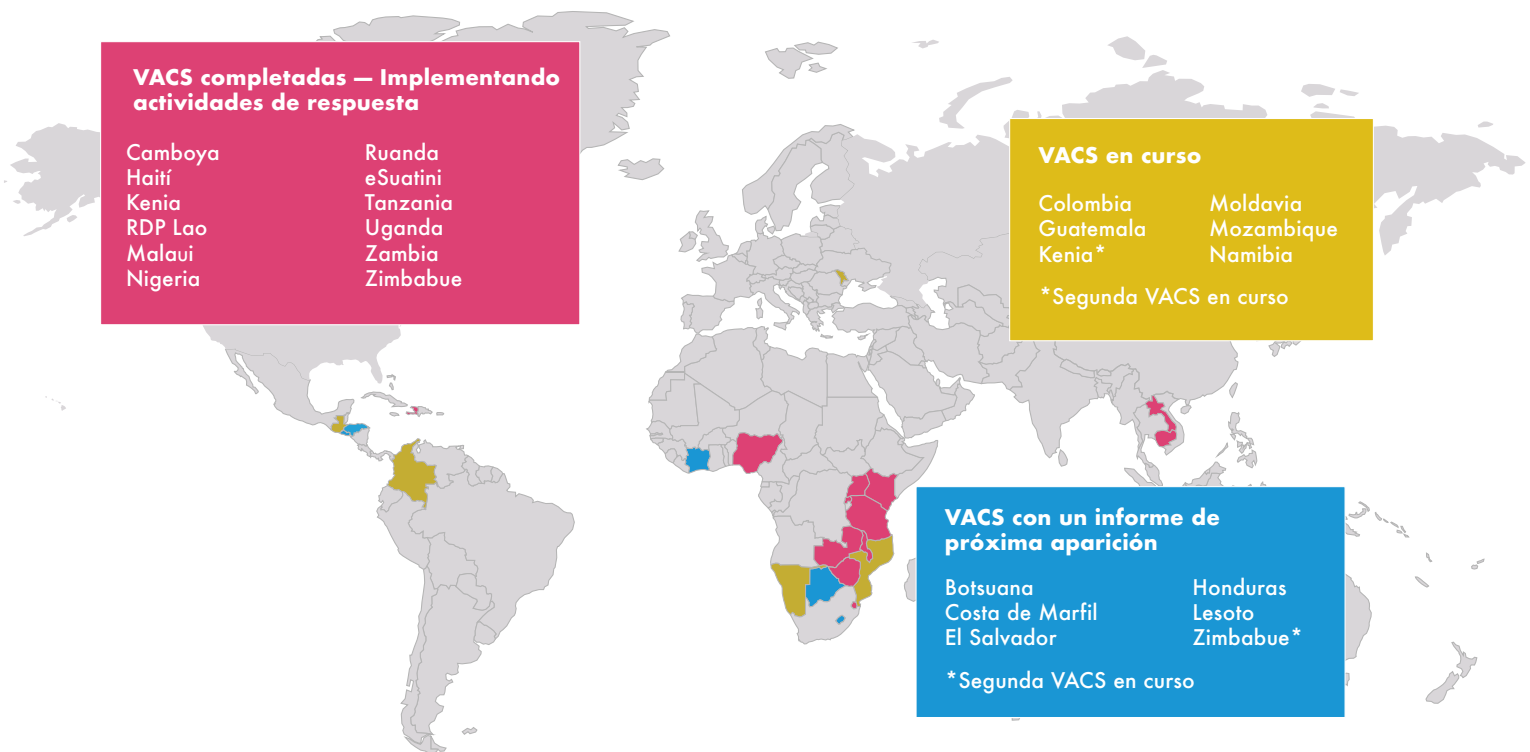 VACS completadas — Implementando
actividades de respuesta
Camboya
Haití
Kenia
RDP Lao
Malaui
Nigeria
Ruanda
eSuatini
Tanzania
Uganda
Zambia
Zimbabue
VACS en curso
Colombia
Guatemala
Kenia*
Moldavia
Mozambique
Namibia
*Segunda VACS en curso
VACS con un informe de
próxima aparición
Botsuana
Costa de Marfil
El Salvador
Honduras
Lesoto
Zimbabue*
*Segunda VACS en curso